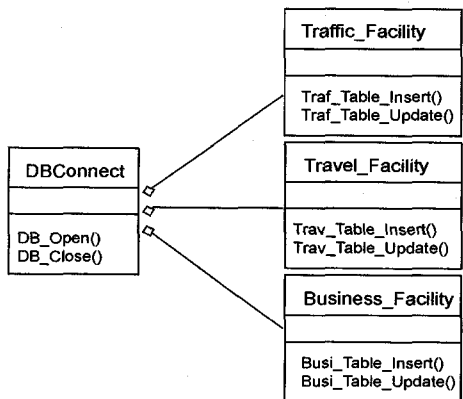 Traffic_Facility
Traf_Table_Insert()
Traf_Table_Update()
DBConnect
DB_Open()
DB_Close()
Travel_Facility
Trav_Table_Insert()
Trav_Table_Update()
Business_Facility
Busi_Table_Insert()
Busi_Table_Update()